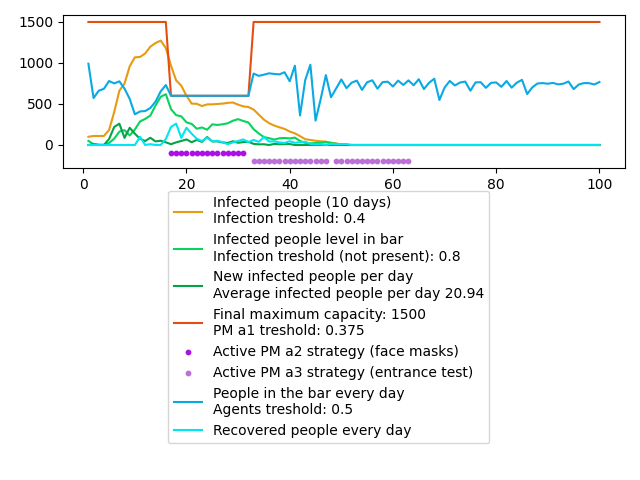 1500
1000
500
0
0 20 40 60 80 100
Infected people (10 days)
Infection treshold: 0.4
Infected people level in bar
Infection treshold (not present): 0.8
New infected people per day
Average infected people per day 20.94
Final maximum capacity: 1500
PM a1 treshold: 0.375
Active PM a2 strategy (face masks)
Active PM a3 strategy (entrance test)
People in the bar every day
Agents treshold: 0.5
Recovered people every day